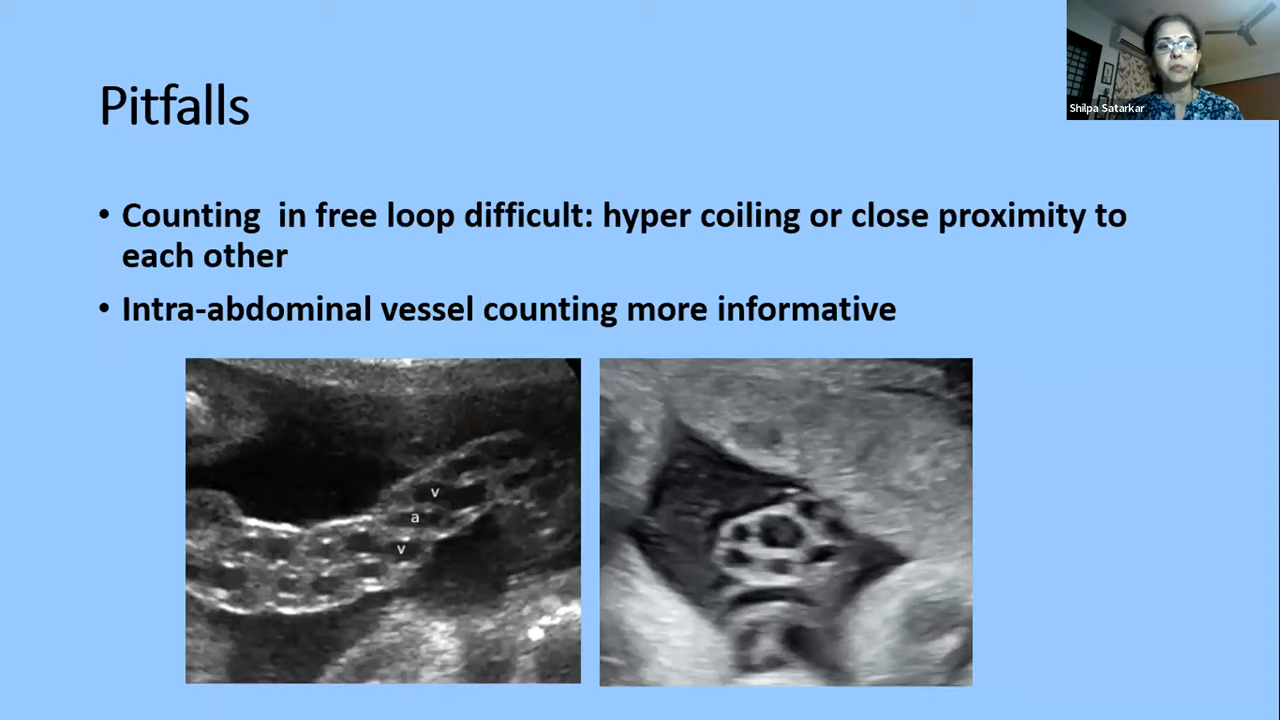 Shilpa Satarkar
Pitfalls
• Counting  in free loop difficult: hyper coiling or close proximity to
each other
• Intra-abdominal vessel counting more informative
v
a
v